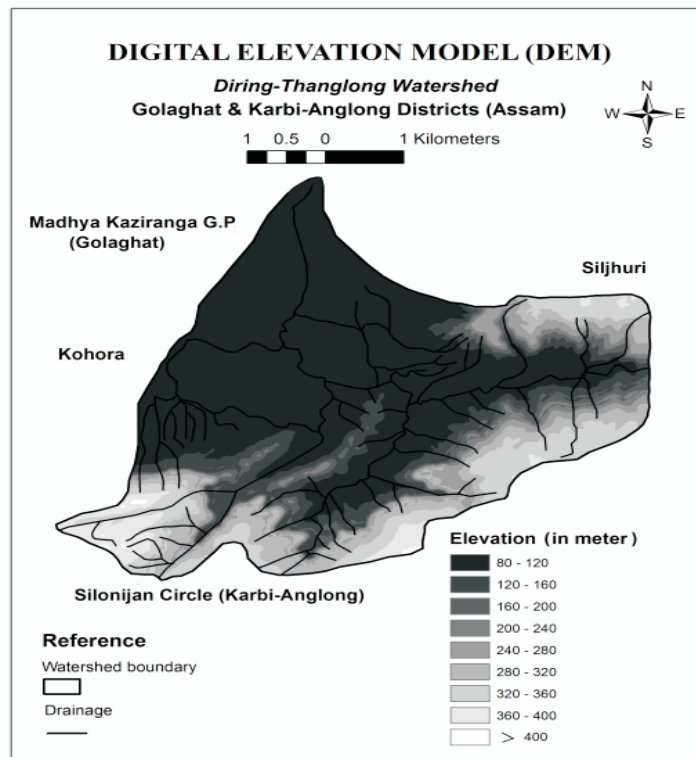 DIGITAL ELEVATION MODEL (DEM)
Diring-Thanglong Watershed
Golaghat & Karbi-Anglong Districts (Assam)
N
W E
S
1 0.5 0 1 Kilometers
Madhya Kaziranga G.P
(Golaghat)
Siljhuri
Kohora
Silonijan Circle (Karbi-Anglong)
Elevation (in meter)
80 - 120
120 - 160
160 - 200
200 - 240
240 - 280
280 - 320
320 - 360
360 - 400
> 400
Reference
Watershed boundary
Drainage